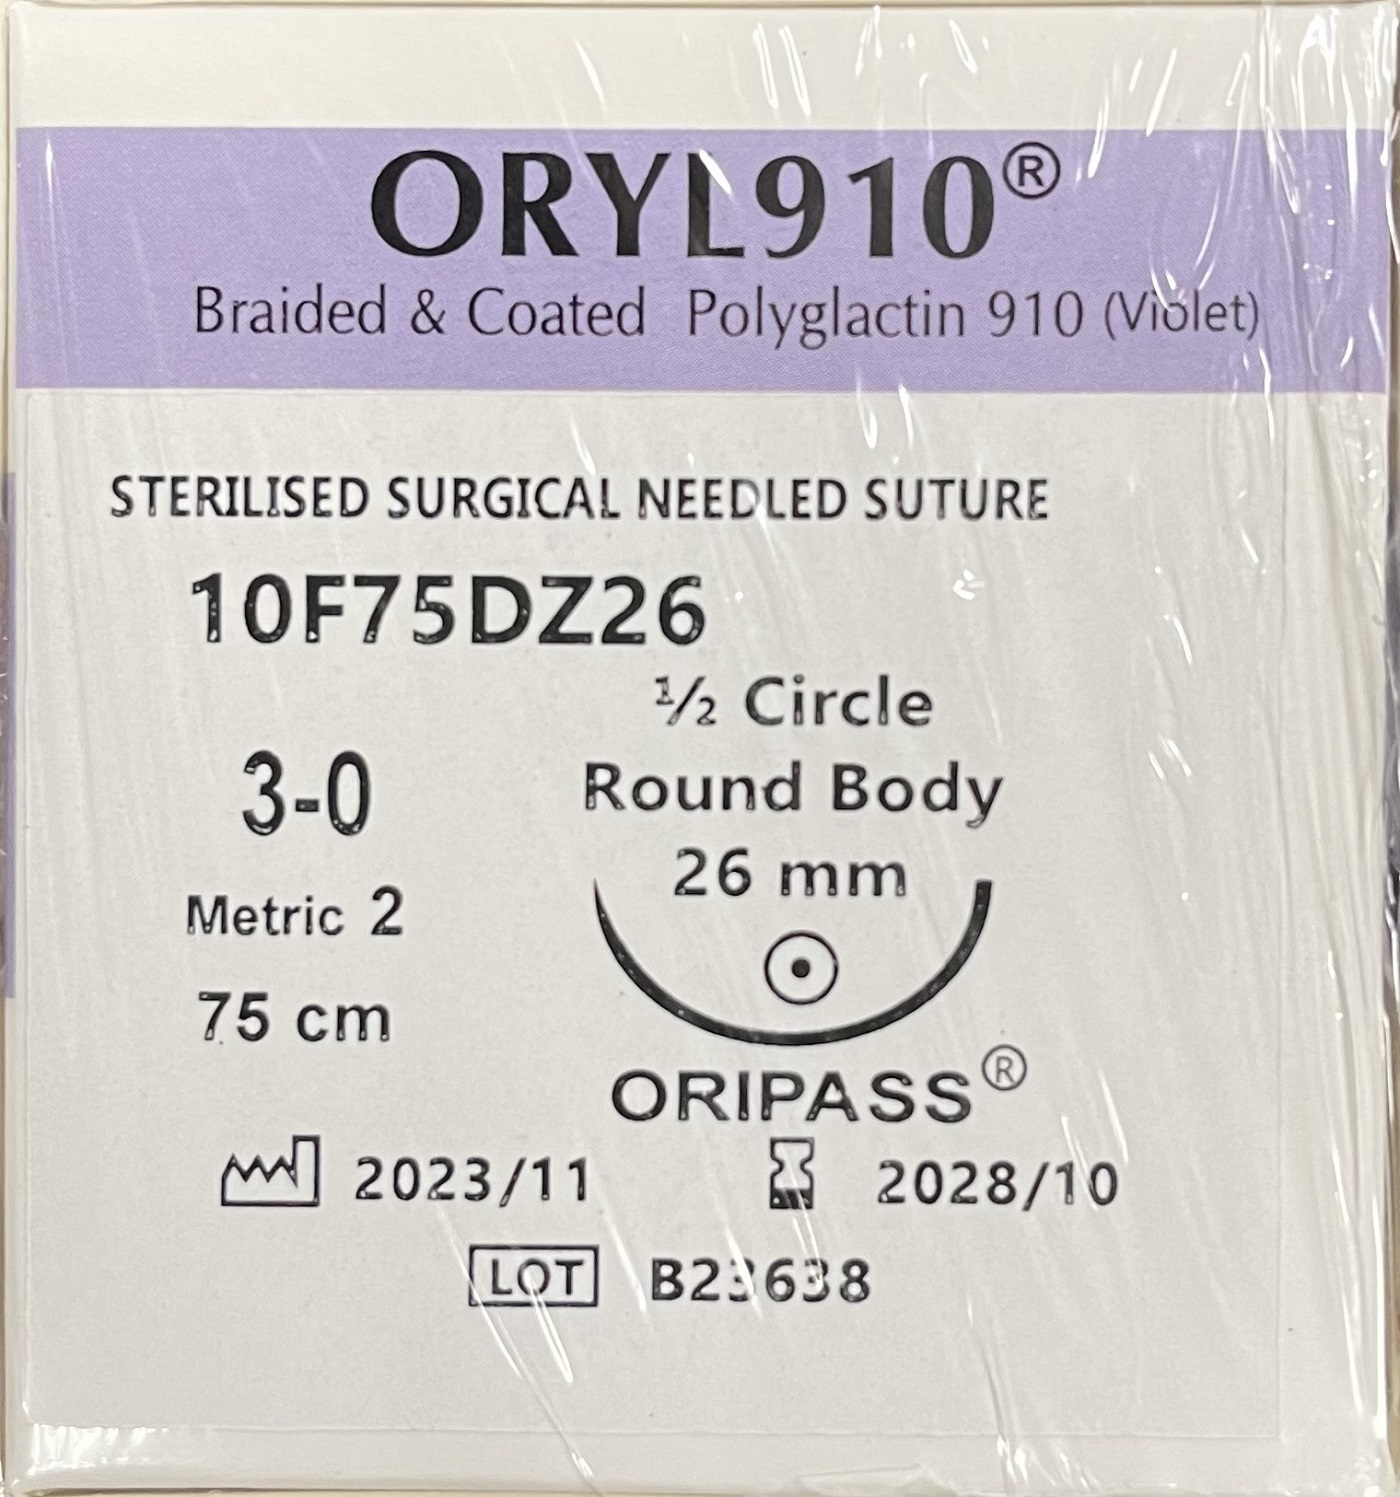 ORYL910®
Braided & Coated Polyglactin 910 (Violet)
STERILISED SURGICAL NEEDLED SUTURE
10F75DZ26
½ Circle
Round Body
26 mm
3-0
Metric 2
75 cm
ORIPASS®
2023/11
2028/10
LOT B23638